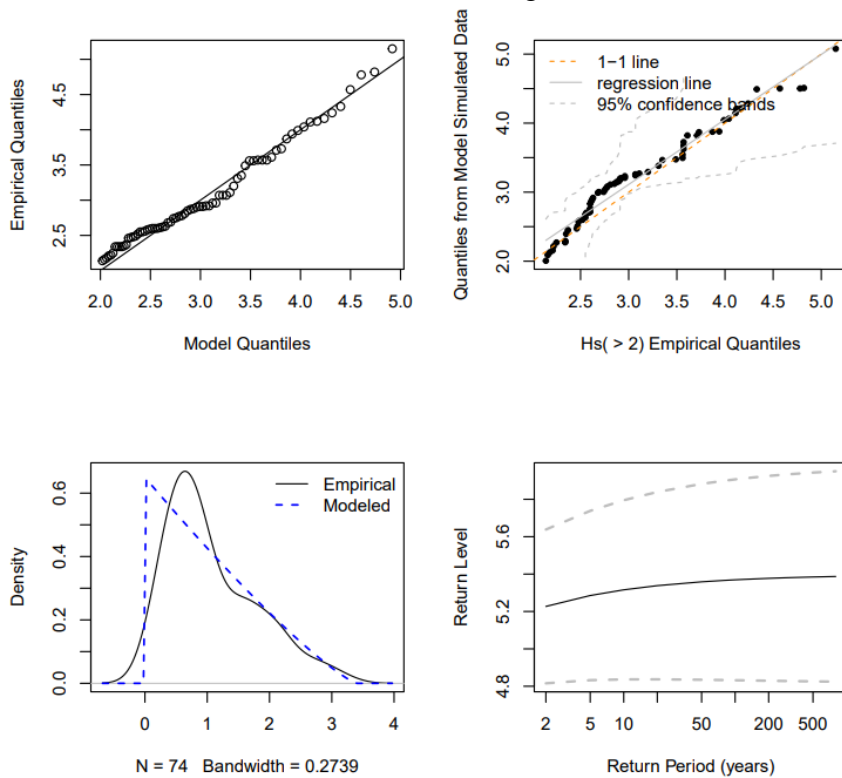 Empirical Quantiles
4.5
3.5
2.5
2.0 2.5 3.0 3.5 4.0 4.5 5.0
Model Quantiles
Quantiles from Model Simulated Data
5.0
4.0
3.0
2.0
1−1 line
regression line
95% confidence bands
2.5 3.0 3.5 4.0 4.5 5.0
Hs( > 2) Empirical Quantiles
Density
0.6
0.4
0.2
0.0
Empirical
Modeled
0 1 2 3 4
N = 74 Bandwidth = 0.2739
Return Level
5.6
5.2
4.8
2 5 10 50 200 500
Return Period (years)